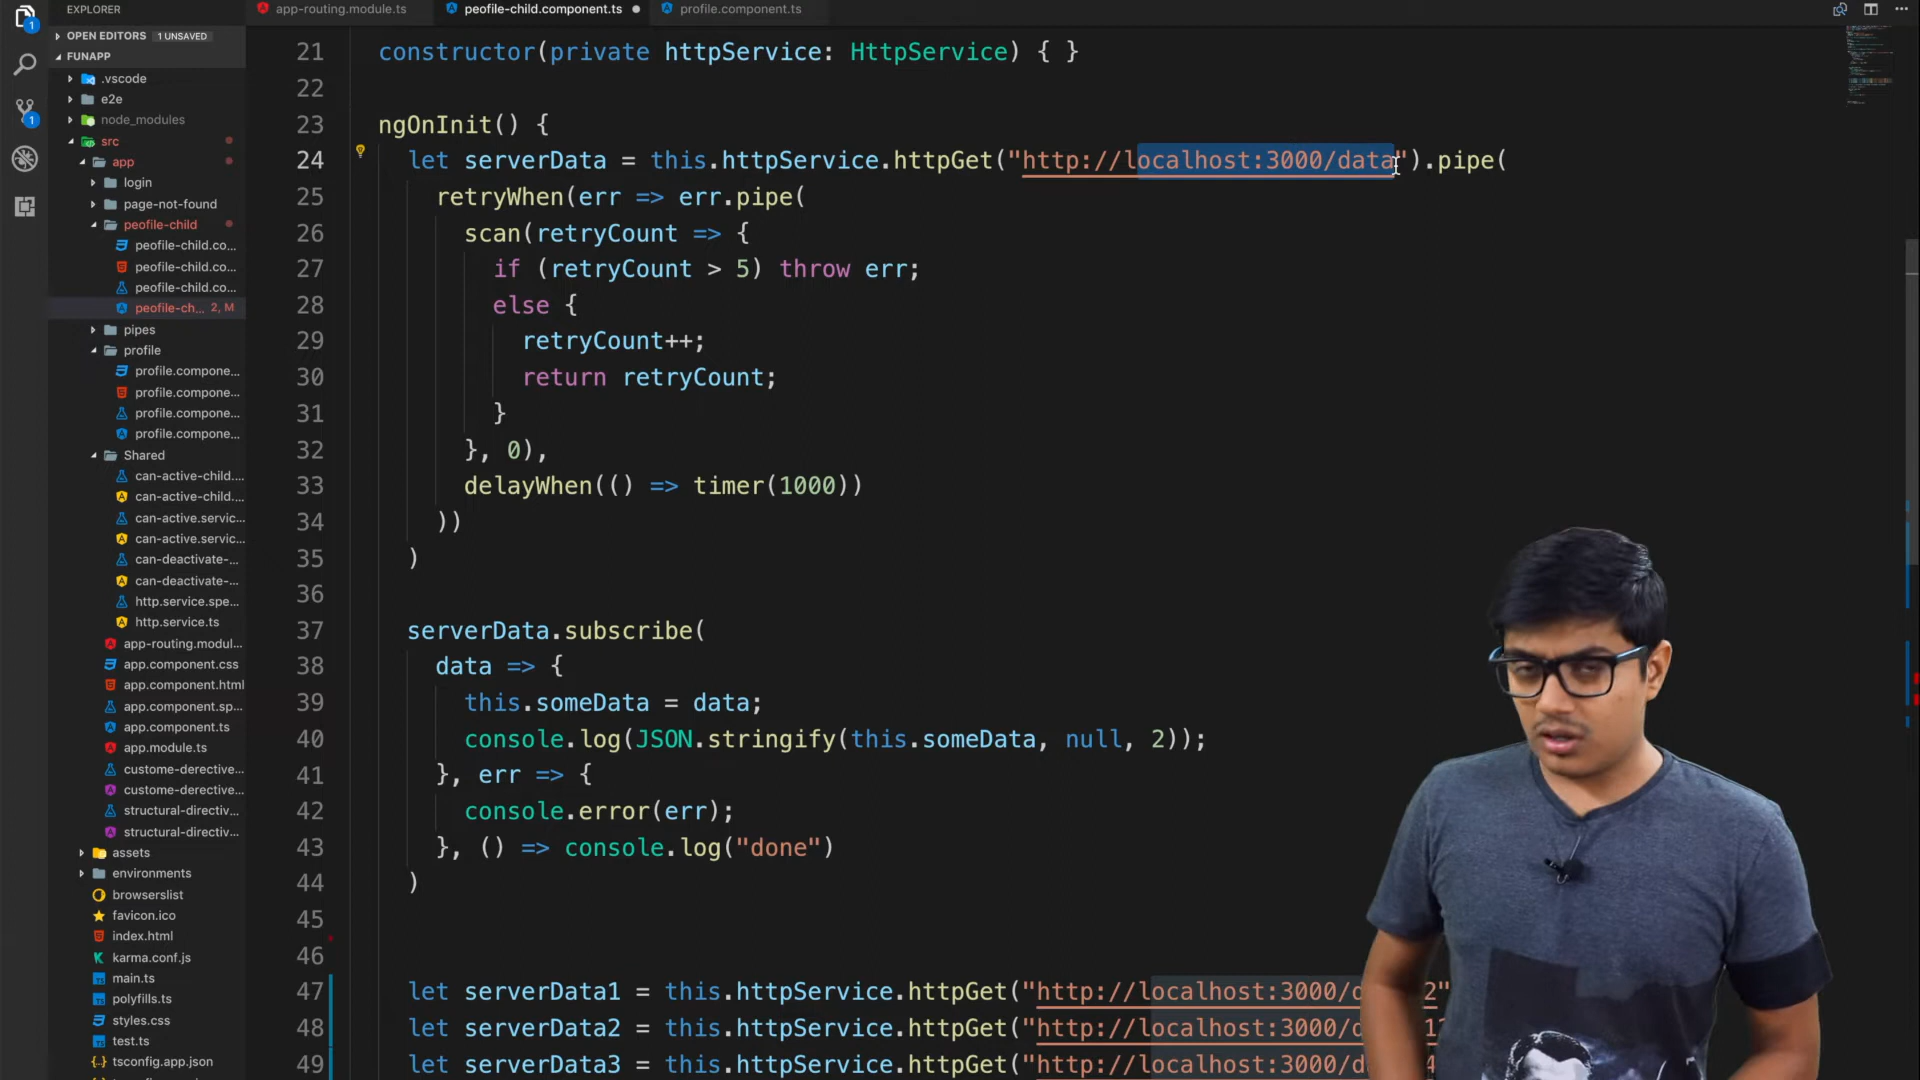 EXPLORER
app-routing.module.ts
peofile-child.component.ts
profile.component.ts
OPEN EDITORS 1 UNSAVED
FUNAPP
.vscode
e2e
node_modules
src
app
login
page-not-found
peofile-child
peofile-child.co...
peofile-child.co...
peofile-child.co...
peofile-ch... 2, M
pipes
profile
profile.compone...
profile.compone...
profile.compone...
profile.compone...
Shared
can-active-child....
can-active-child....
can-active.servic...
can-active.servic...
can-deactivate-...
can-deactivate-...
http.service.spe...
http.service.ts
app-routing.modul...
app.component.css
app.component.html
app.component.sp...
app.component.ts
app.module.ts
custome-derective...
custome-derective...
structural-directiv...
structural-directiv...
assets
environments
browserslist
favicon.ico
index.html
karma.conf.js
main.ts
polyfills.ts
styles.css
test.ts
tsconfig.app.json
21 constructor(private httpService: HttpService) { }
22
23 ngOnInit() {
24 let serverData = this.httpService.httpGet("http://localhost:3000/data").pipe(
25 retryWhen(err => err.pipe(
26 scan(retryCount => {
27 if (retryCount > 5) throw err;
28 else {
29 retryCount++;
30 return retryCount;
31 }
32 }, 0),
33 delayWhen(() => timer(1000))
34 ))
35 )
36
37 serverData.subscribe(
38 data => {
39 this.someData = data;
40 console.log(JSON.stringify(this.someData, null, 2));
41 }, err => {
42 console.error(err);
43 }, () => console.log("done")
44 )
45
46
47 let serverData1 = this.httpService.httpGet("http://localhost:3000/d 2"
48 let serverData2 = this.httpService.httpGet("http://localhost:3000/d 1
49 let serverData3 = this.httpService.httpGet("http://localhost:3000/d 4